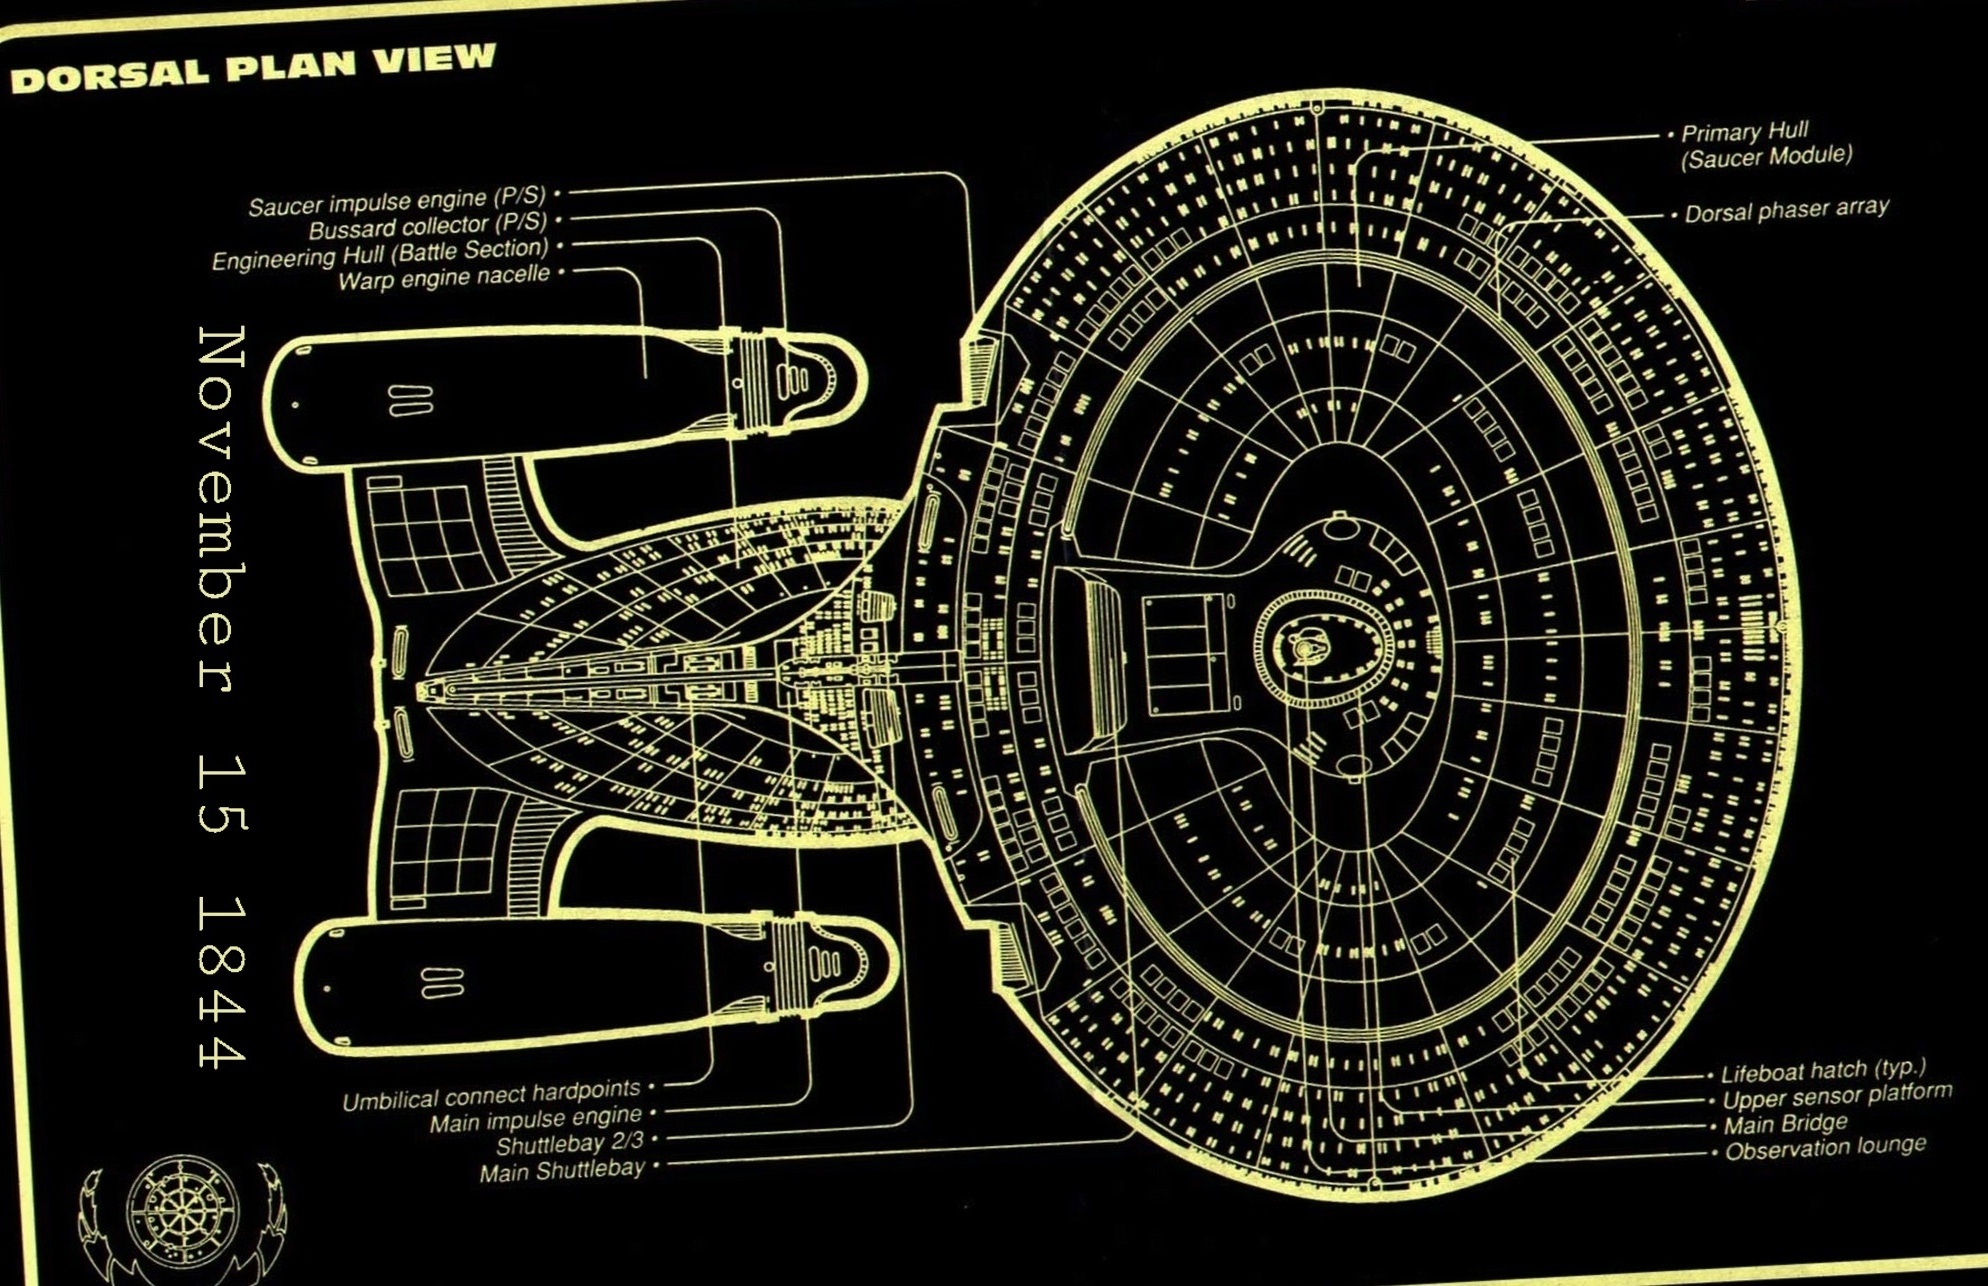 DORSAL PLAN VIEW
Saucer impulse engine (P/S)
Bussard collector (P/S)
Engineering Hull (Battle Section)
Warp engine nacelle
Primary Hull
(Saucer Module)
Dorsal phaser array
November 15 1844
Umbilical connect hardpoints
Main impulse engine
Shuttlebay 2/3
Main Shuttlebay
Lifeboat hatch (typ.)
Upper sensor platform
Main Bridge
Observation lounge